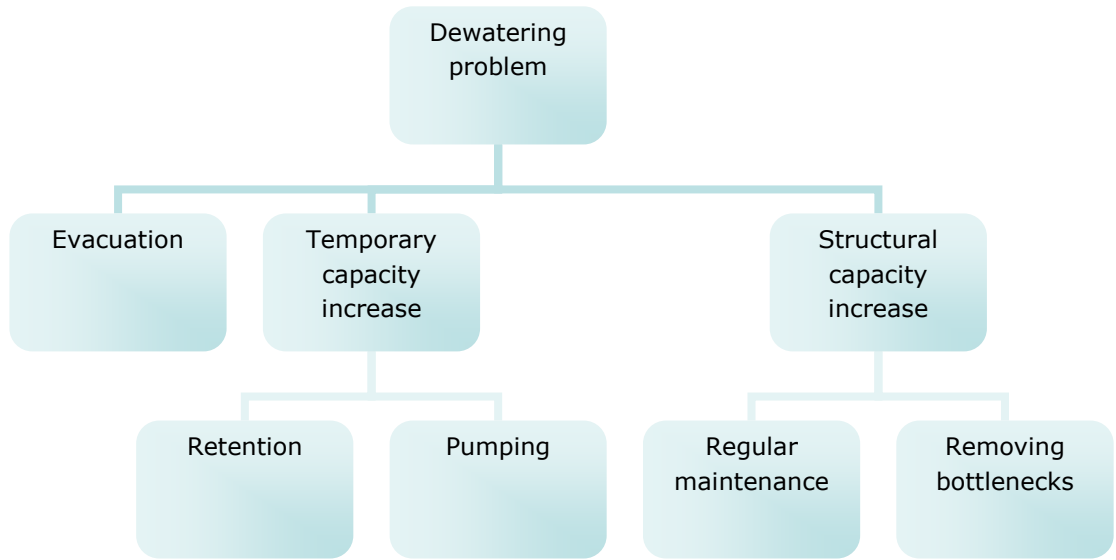 Dewatering
problem
Evacuation
Temporary
capacity
increase
Structural
capacity
increase
Retention
Pumping
Regular
maintenance
Removing
bottlenecks